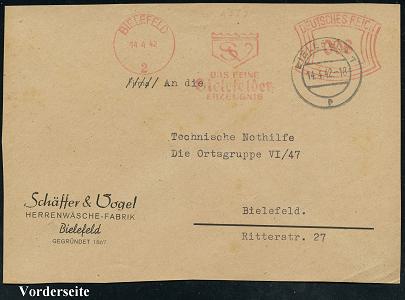 BIELEFELD
14.4.42
2
DAS FEINE
Bielefelder
ERZEUGNIS
DEUTSCHES REICH
14.4.42-18
An die
Technische Nothilfe
Die Ortsgruppe VI/47
Bielefeld.
Ritterstr. 27
Schäffer & Vogel
HERRENWÄSCHE-FABRIK
Bielefeld
GEGRÜNDET 1867
Vorderseite